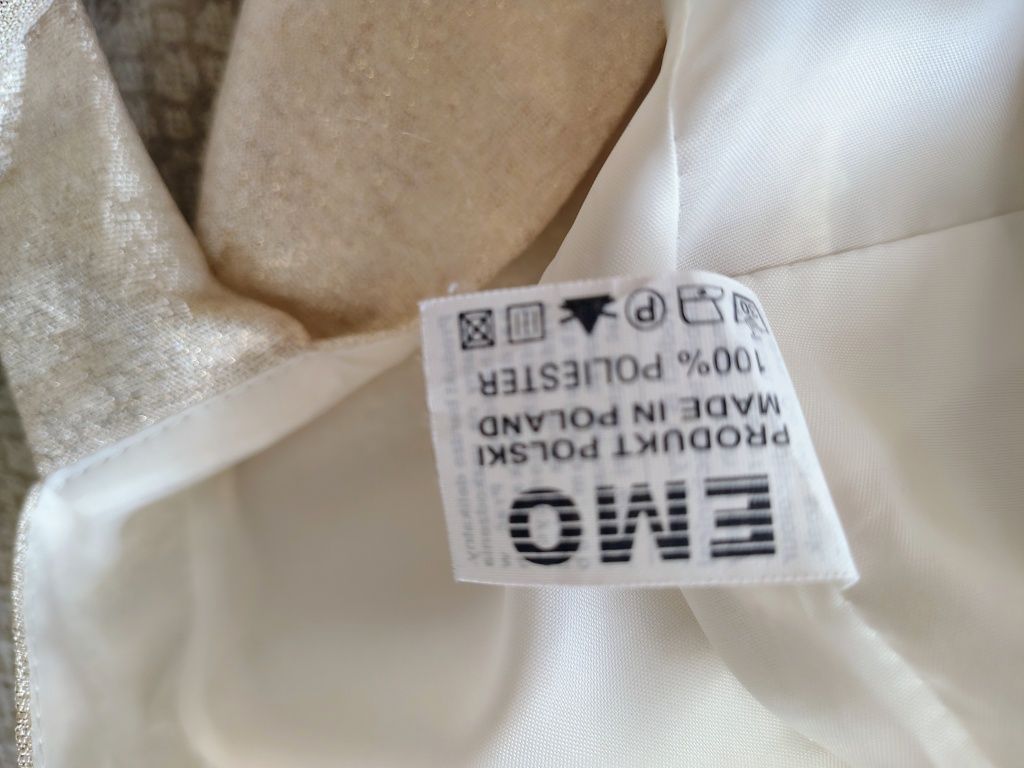 EMO
PRODUKT POLSKI
MADE IN POLAND
100% POLIESTER
P